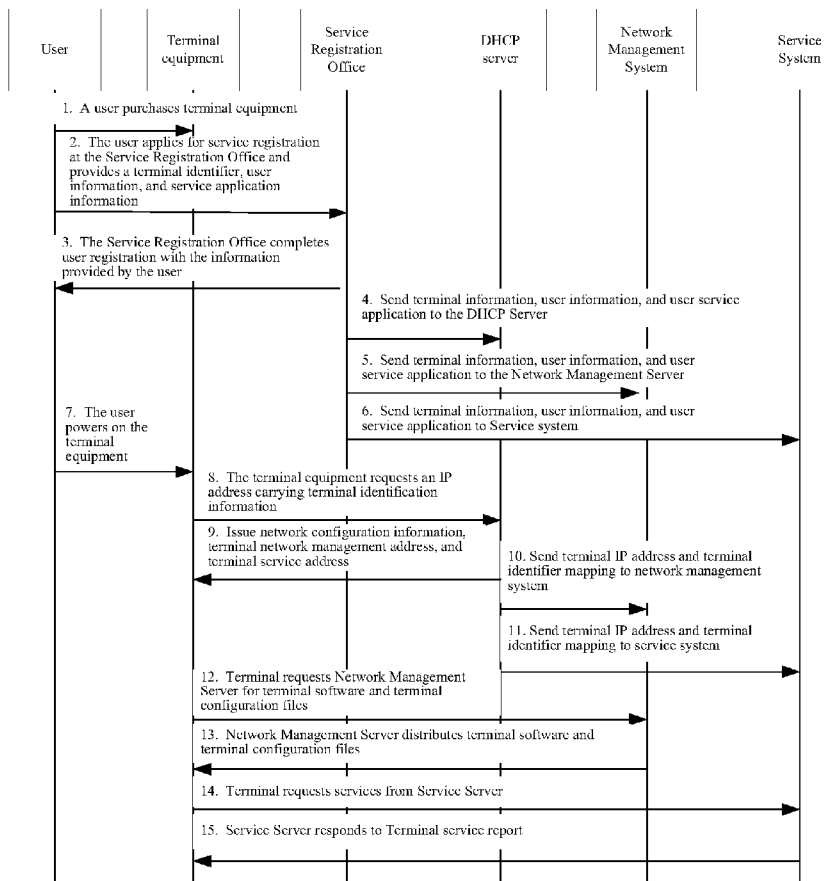 User
Terminal
equipment
Service
Registration
Office
DHCP
server
Network
Management
System
Service
System
1. A user purchases terminal equipment
2. The user applies for service registration
at the Service Registration Office and
provides a terminal identifier, user
information, and service application
information
3. The Service Registration Office completes
user registration with the information
provided by the user
4. Send terminal information, user information, and user service
application to the DHCP Server
5. Send terminal information, user information, and user
service application to the Network Management Server
6. Send terminal information, user information, and user
service application to Service system
7. The user
powers on the
terminal
equipment
8. The terminal equipment requests an IP
address carrying terminal identification
information
9. Issue network configuration information,
terminal network management address, and
terminal service address
10. Send terminal IP address and terminal
identifier mapping to network management
system
11. Send terminal IP address and terminal
identifier mapping to service system
12. Terminal requests Network Management
Server for terminal software and terminal
configuration files
13. Network Management Server distributes terminal software and
terminal configuration files
14. Terminal requests services from Service Server
15. Service Server responds to Terminal service report